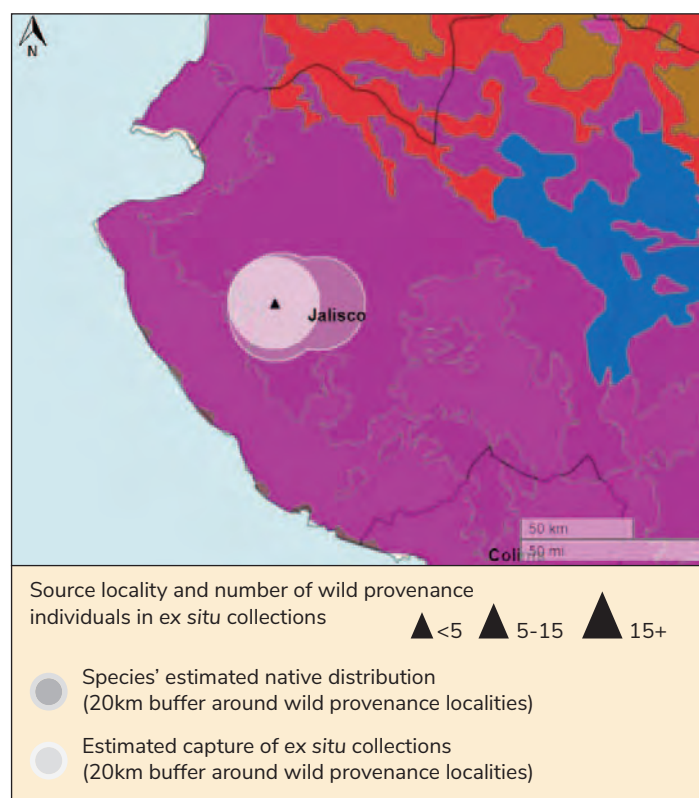 N
Jalisco
50 km
50 mi
Source locality and number of wild provenance
individuals in ex situ collections
<5 5-15 15+
Species’ estimated native distribution
(20km buffer around wild provenance localities)
Estimated capture of ex situ collections
(20km buffer around wild provenance localities)